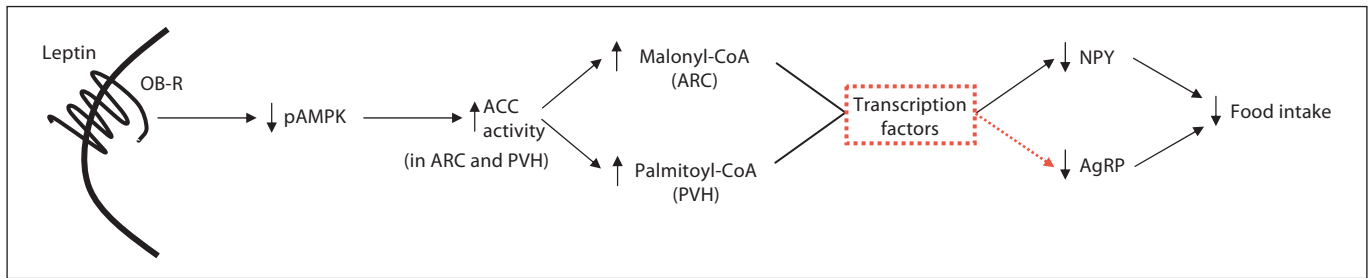 Leptin
OB-R
↓ pAMPK
↑ ACC
activity
(in ARC and PVH)
↑ Malonyl-CoA
(ARC)
↑ Palmitoyl-CoA
(PVH)
Transcription
factors
↓ NPY
↓ AgRP
↓ Food intake